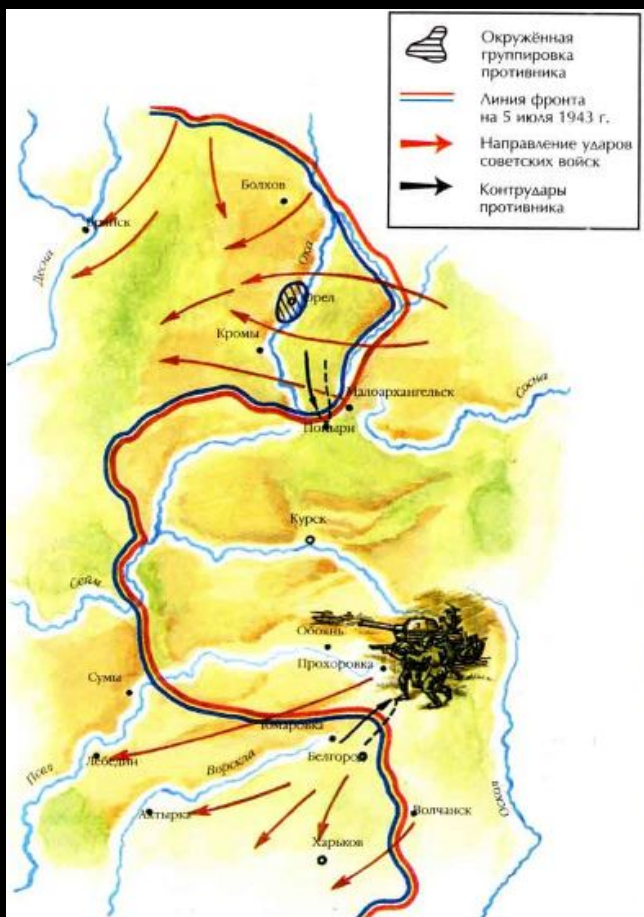 Окружённая
группировка
противника
Линия фронта
на 5 июля 1943 г.
Направление ударов
советских войск
Контрудары
противника
Болхов
Брянск
Десна
Ока
Орел
Кромы
Малоархангельск
Сосна
Поныри
Курск
Сейм
Обоянь
Прохоровка
Сумы
Томаровка
Псел
Лебедин
Ворскла
Белгород
Оскол
Ахтырка
Волчанск
Харьков